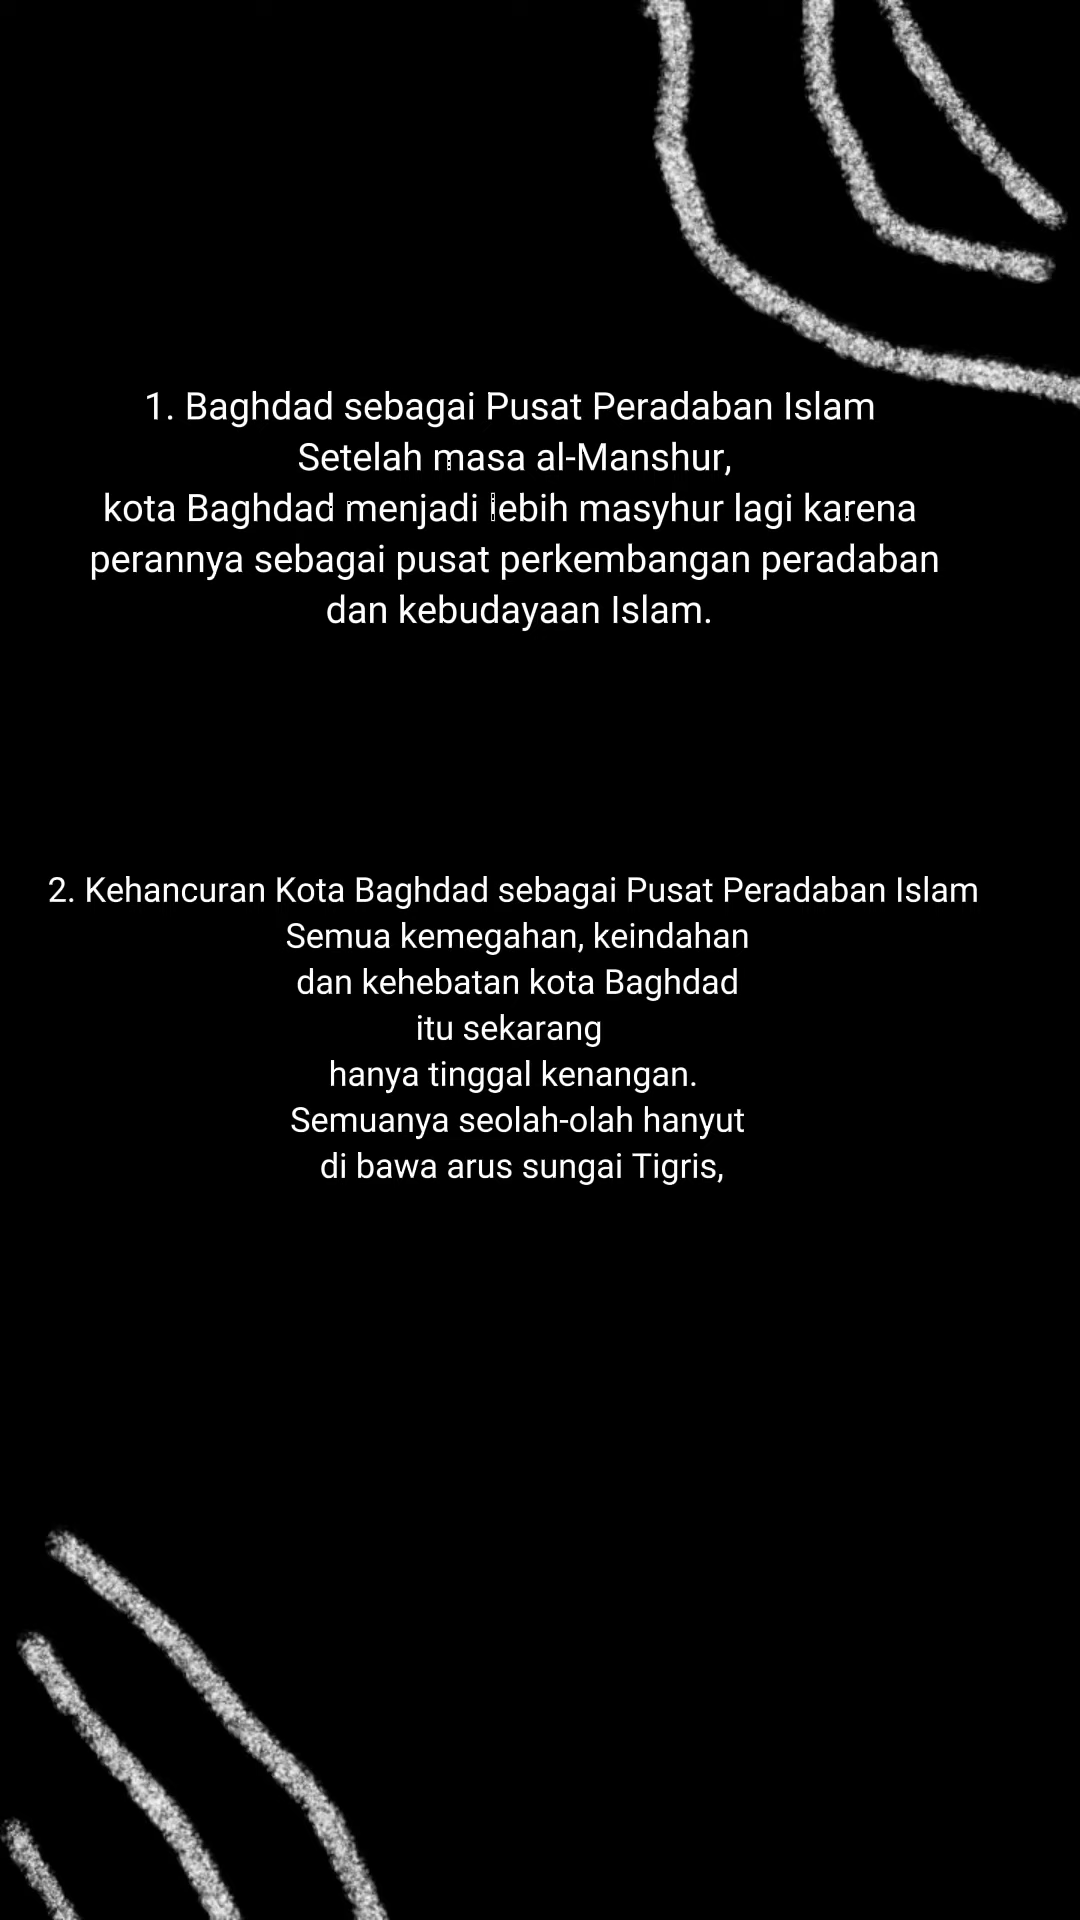 1. Baghdad sebagai Pusat Peradaban Islam
Setelah masa al-Manshur,
kota Baghdad menjadi lebih masyhur lagi karena
perannya sebagai pusat perkembangan peradaban
dan kebudayaan Islam.
2. Kehancuran Kota Baghdad sebagai Pusat Peradaban Islam
Semua kemegahan, keindahan
dan kehebatan kota Baghdad
itu sekarang
hanya tinggal kenangan.
Semuanya seolah-olah hanyut
di bawa arus sungai Tigris,